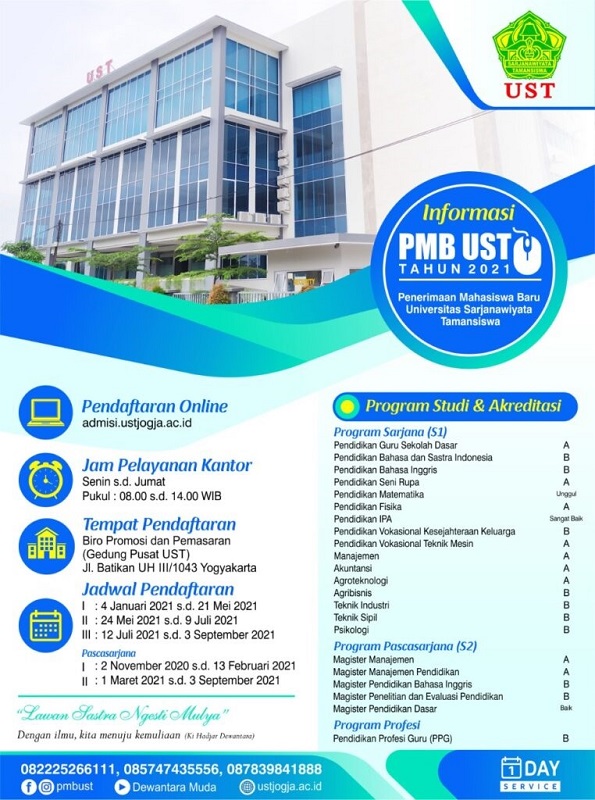 UST
SARJANAWIYATA
TAMANSISWA
UST
Informasi
PMB UST
TAHUN 2021
Penerimaan Mahasiswa Baru
Universitas Sarjanawiyata
Tamansiswa
Pendaftaran Online
admisi.ustjogja.ac.id
Jam Pelayanan Kantor
Senin s.d. Jumat
Pukul : 08.00 s.d. 14.00 WIB
Tempat Pendaftaran
Biro Promosi dan Pemasaran
(Gedung Pusat UST)
Jl. Batikan UH III/1043 Yogyakarta
Jadwal Pendaftaran
I : 4 Januari 2021 s.d. 21 Mei 2021
II : 24 Mei 2021 s.d. 9 Juli 2021
III : 12 Juli 2021 s.d. 3 September 2021
Pascasarjana
I : 2 November 2020 s.d. 13 Februari 2021
II : 1 Maret 2021 s.d. 3 September 2021
"Lawan Sastra Ngesti Mulya"
Dengan ilmu, kita menuju kemuliaan (Ki Hadjar Dewantara)
Program Studi & Akreditasi
Program Sarjana (S1)
Pendidikan Guru Sekolah Dasar A
Pendidikan Bahasa dan Sastra Indonesia B
Pendidikan Bahasa Inggris B
Pendidikan Seni Rupa A
Pendidikan Matematika Unggul
Pendidikan Fisika A
Pendidikan IPA Sangat Baik
Pendidikan Vokasional Kesejahteraan Keluarga B
Pendidikan Vokasional Teknik Mesin A
Manajemen A
Akuntansi A
Agroteknologi A
Agribisnis B
Teknik Industri B
Teknik Sipil B
Psikologi B
Program Pascasarjana (S2)
Magister Manajemen A
Magister Manajemen Pendidikan A
Magister Pendidikan Bahasa Inggris B
Magister Penelitian dan Evaluasi Pendidikan B
Magister Pendidikan Dasar Baik
Program Profesi
Pendidikan Profesi Guru (PPG) B
082225266111, 085747435556, 087839841888
pmbust Dewantara Muda ustjogja.ac.id
1 DAY
SERVICE